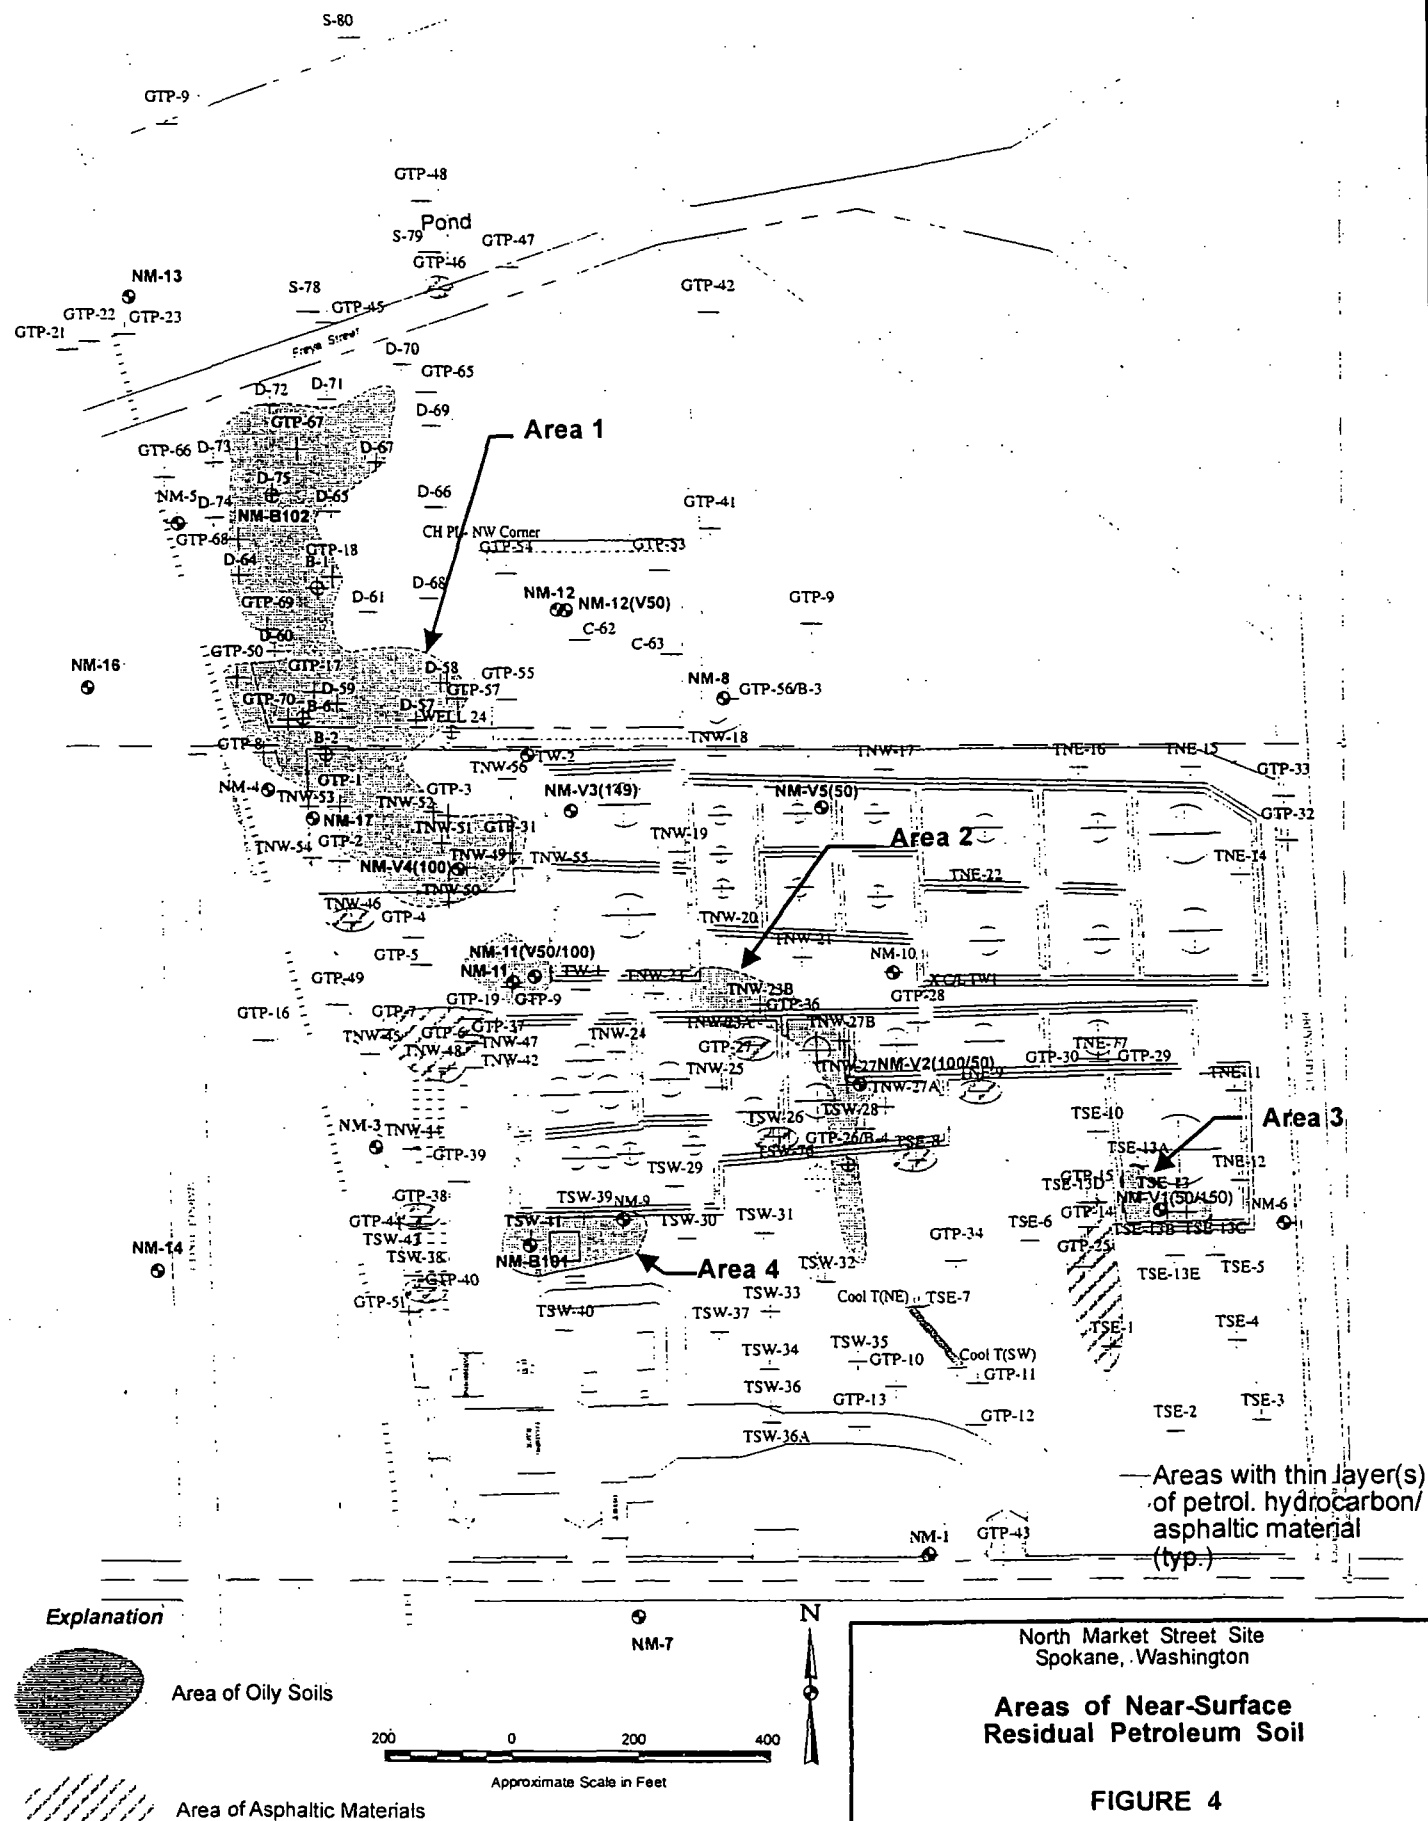 S-80
GTP-9
GTP-48
Pond
S-79
GTP-47
GTP-46
NM-13
S-78
GTP-42
GTP-45
GTP-22
GTP-23
GTP-21
Freya Street
D-70
GTP-65
D-71
D-72
D-69
GTP-67
Area 1
GTP-66
D-73
D-67
D-75
D-66
NM-5
D-74
D-65
GTP-41
NM-B102
CH PL- NW Corner
GTP-68
GTP-18
GTP-54
GTP-53
D-64
B-1
D-68
NM-12
NM-12(V50)
GTP-9
GTP-69
D-61
C-62
D-60
C-63
GTP-50
NM-16
GTP-17
D-58
GTP-55
NM-8
GTP-57
GTP-56/B-3
GTP-70
D-59
B-6
D-57
WELL 24
B-2
TNW-18
GTP-8
TW-2
TNW-17
TNE-16
TNE-15
TNW-56
GTP-33
GTP-1
NM-4
TNW-53
GTP-3
NM-V3(149)
NM-V5(50)
TNW-52
GTP-32
NM-17
TNW-51
GTP-31
TNW-19
Area 2
TNW-54
GTP-2
TNW-49
TNW-55
TNE-14
NM-V4(100)
TNE-22
TNW-50
TNW-46
GTP-4
TNW-20
TNW-21
GTP-5
NM-11(V50/100)
NM-10
NM-11
TW-1
GTP-49
TNW-23B
GTP-28
GTP-19
GTP-9
GTP-36
GTP-16
GTP-7
GTP-37
TNW-23A
TNW-27B
TNW-45
GTP-6
TNW-47
TNW-24
GTP-27
TNW-48
TNW-42
TNE-17
GTP-30
GTP-29
TNW-25
TNW-27
NM-V2(100/50)
TNE-9
TNE-11
TNW-27A
TSW-26
TSW-28
TSE-10
Area 3
NM-3
TNW-44
GTP-26/B-4
TSE-8
TSE-13A
GTP-39
TSW-76
TSW-29
GTP-15
TNE-12
TSE-13D
TSE-13
GTP-38
TSW-39
NM-9
NM-V1(50/150)
NM-6
GTP-44
TSW-41
TSW-30
TSW-31
TSE-6
GTP-14
TSW-43
TSE-13B
TSE-13C
NM-14
TSW-38
NM-B101
GTP-34
GTP-25
TSE-5
Area 4
TSW-32
TSE-13E
GTP-40
GTP-51
TSW-33
Cool T(NE)
TSE-7
TSW-40
TSW-37
TSE-1
TSE-4
TSW-34
TSW-35
GTP-10
Cool T(SW)
GTP-11
TSW-36
GTP-13
GTP-12
TSE-2
TSE-3
TSW-36A
Areas with thin layer(s)
of petrol. hydrocarbon/
asphaltic material
(typ.)
NM-1
GTP-43
Explanation
Area of Oily Soils
Area of Asphaltic Materials
NM-7
N
200 0 200 400
Approximate Scale in Feet
North Market Street Site
Spokane, Washington
Areas of Near-Surface
Residual Petroleum Soil
FIGURE 4